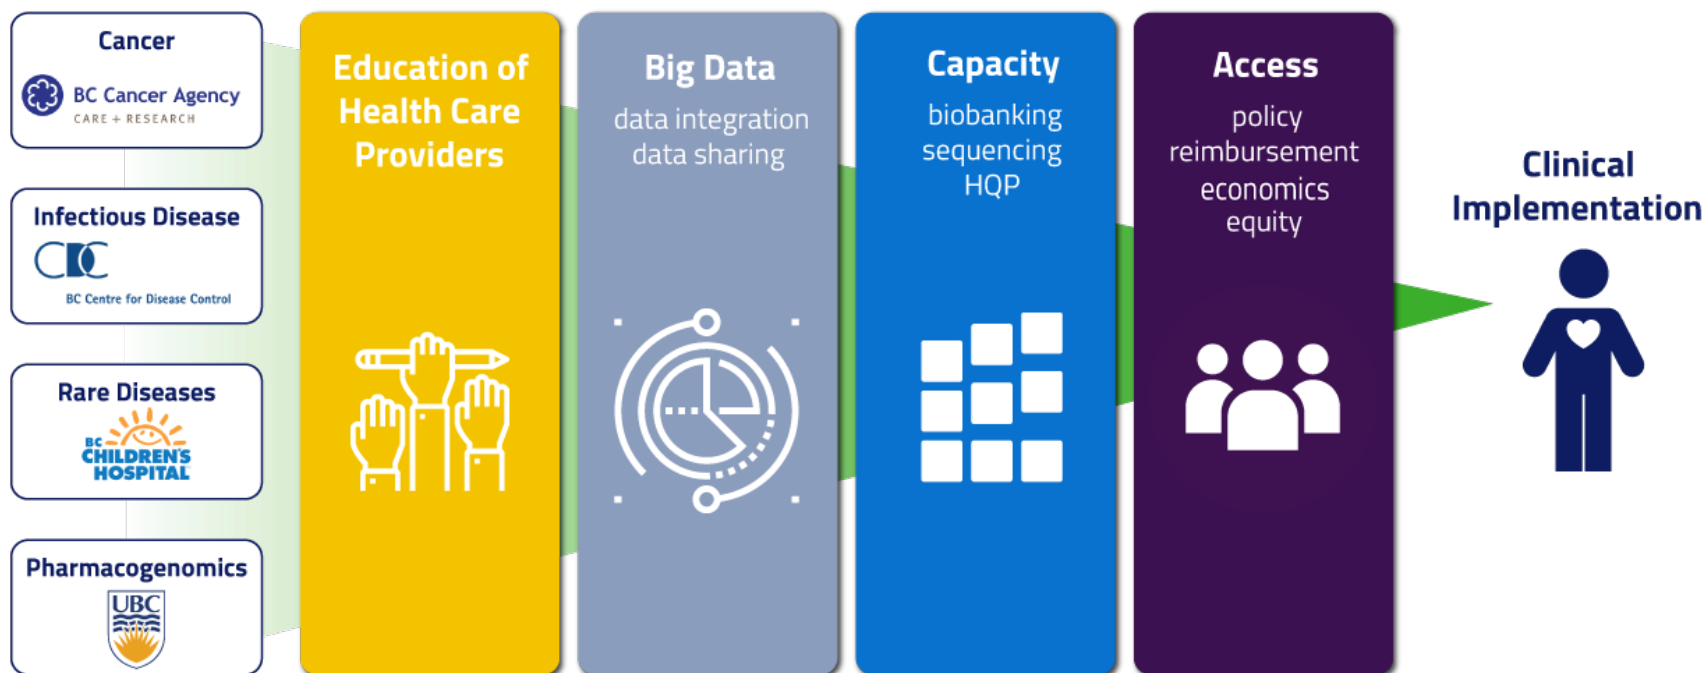 Cancer
BC Cancer Agency
CARE + RESEARCH
Infectious Disease
CDC
BC Centre for Disease Control
Rare Diseases
BC
CHILDREN'S
HOSPITAL
Pharmacogenomics
UBC
Education of
Health Care
Providers
Big Data
data integration
data sharing
Capacity
biobanking
sequencing
HQP
Access
policy
reimbursement
economics
equity
Clinical
Implementation